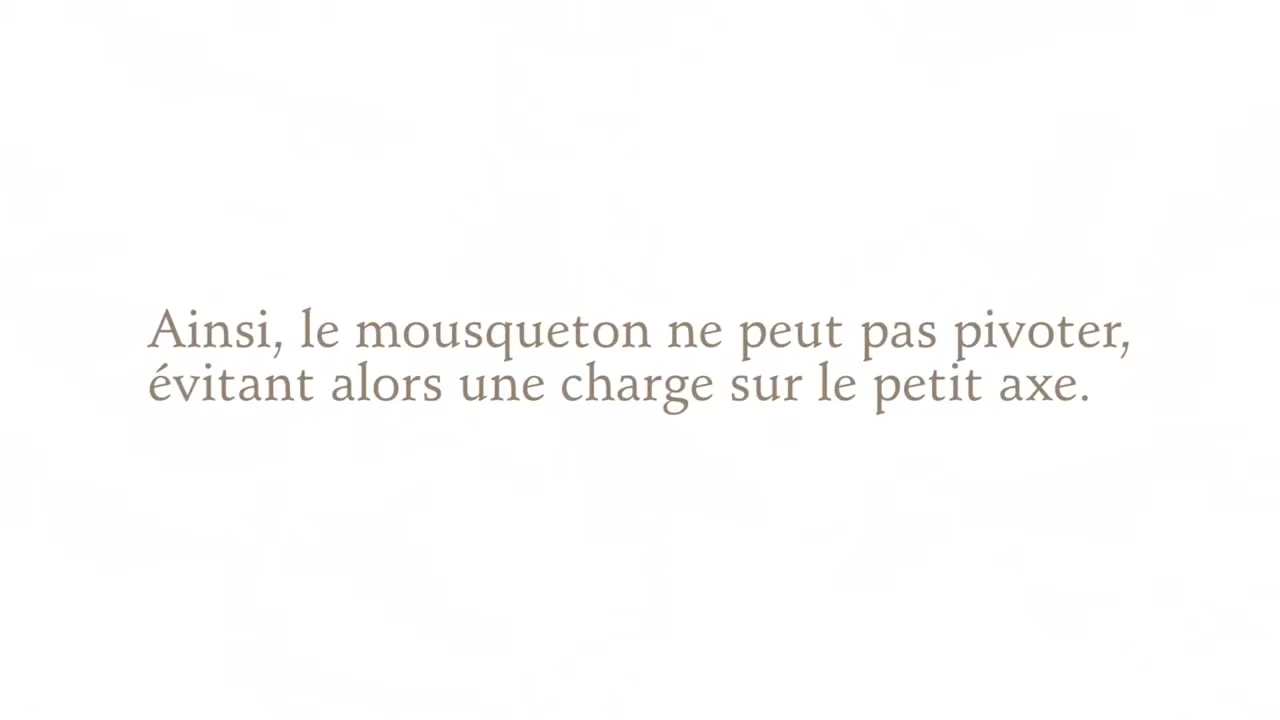 Ainsi, le mousqueton ne peut pas pivoter,
évitant alors une charge sur le petit axe.